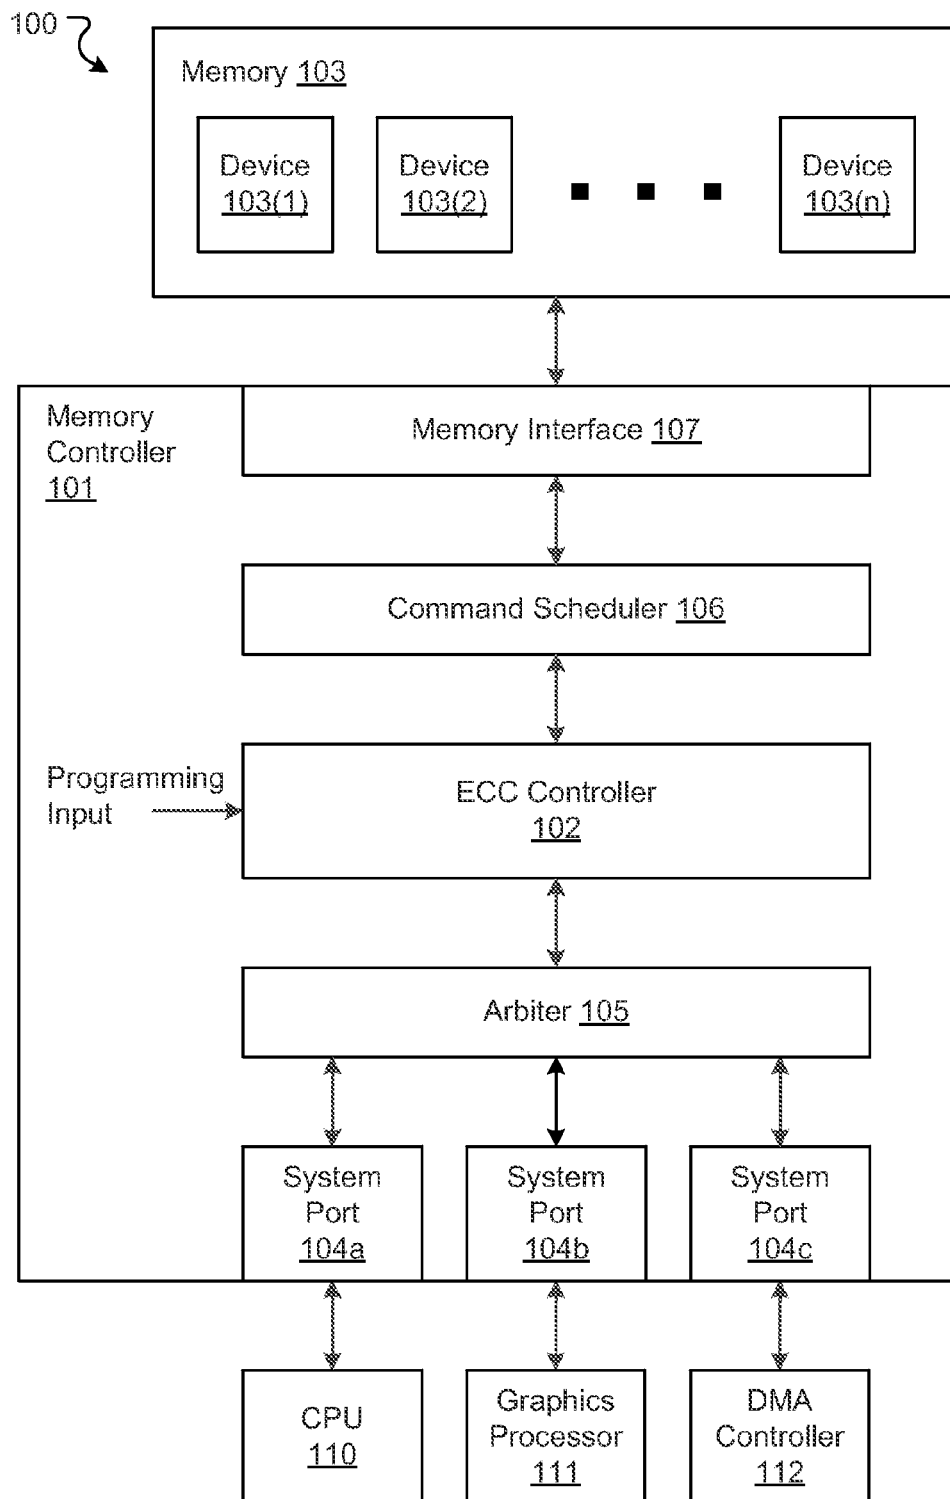 100
Memory 103
Device
103(1)
Device
103(2)
Device
103(n)
Memory
Controller
101
Memory Interface 107
Command Scheduler 106
Programming
Input
ECC Controller
102
Arbiter 105
System
Port
104a
System
Port
104b
System
Port
104c
CPU
110
Graphics
Processor
111
DMA
Controller
112